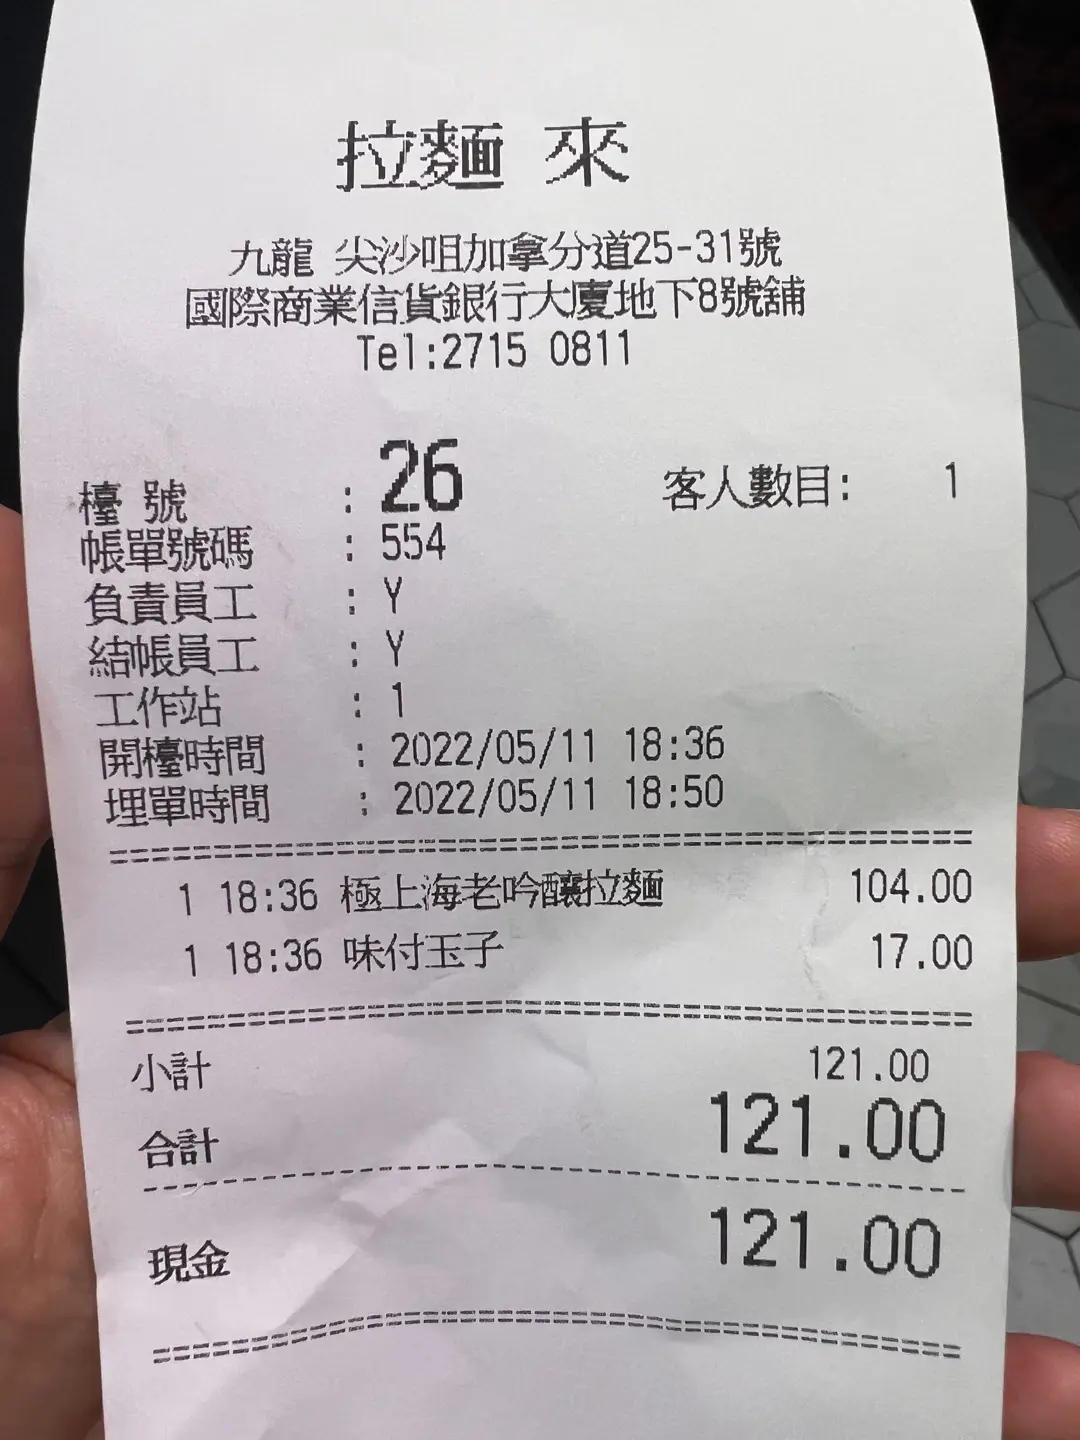 拉麵 來
九龍 尖沙咀加拿分道25-31號
國際商業信貨銀行大廈地下8號舖
Tel:2715 0811
檯 號 : 26 客人數目: 1
帳單號碼 : 554
負責員工 : Y
結帳員工 : Y
工作站 : 1
開檯時間 : 2022/05/11 18:36
埋單時間 : 2022/05/11 18:50
1 18:36 極上海老吟釀拉麵 104.00
1 18:36 味付玉子 17.00
小計 121.00
合計 121.00
現金 121.00